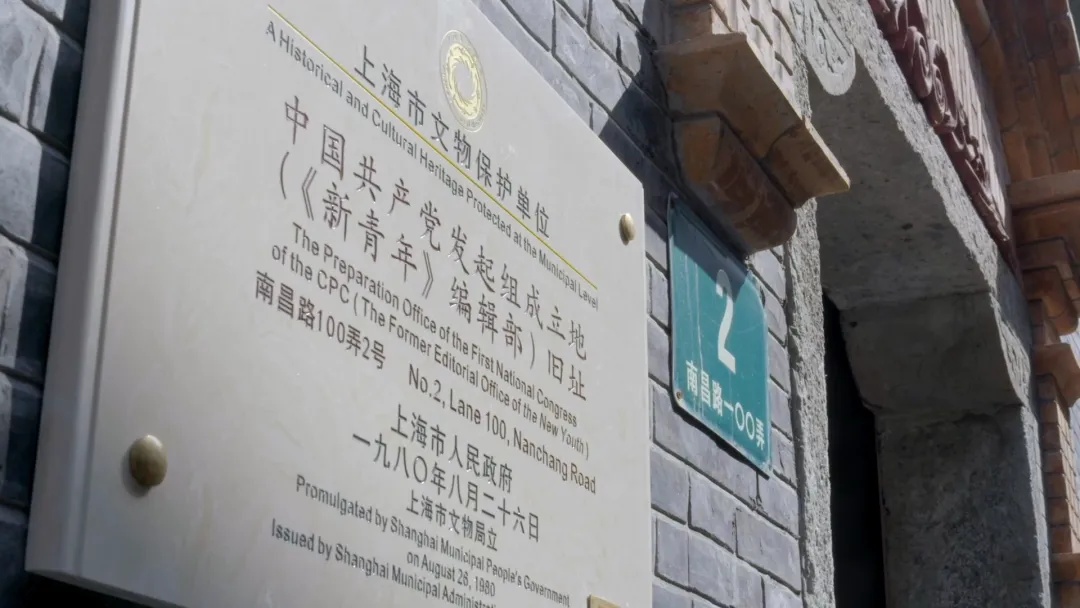 上海市文物保护单位
A Historical and Cultural Heritage Protected at the Municipal Level
中国共产党发起组成立地
（《新青年》编辑部）旧址
The Preparation Office of the First National Congress
of the CPC ( The Former Editorial Office of the New Youth )
南昌路100弄2号 No.2, Lane 100, Nanchang Road
上海市人民政府
一九八〇年八月二十六日
上海市文物局立
Promulgated by Shanghai Municipal People's Government
on August 26, 1980
Issued by Shanghai Municipal
2
南昌路一〇〇弄